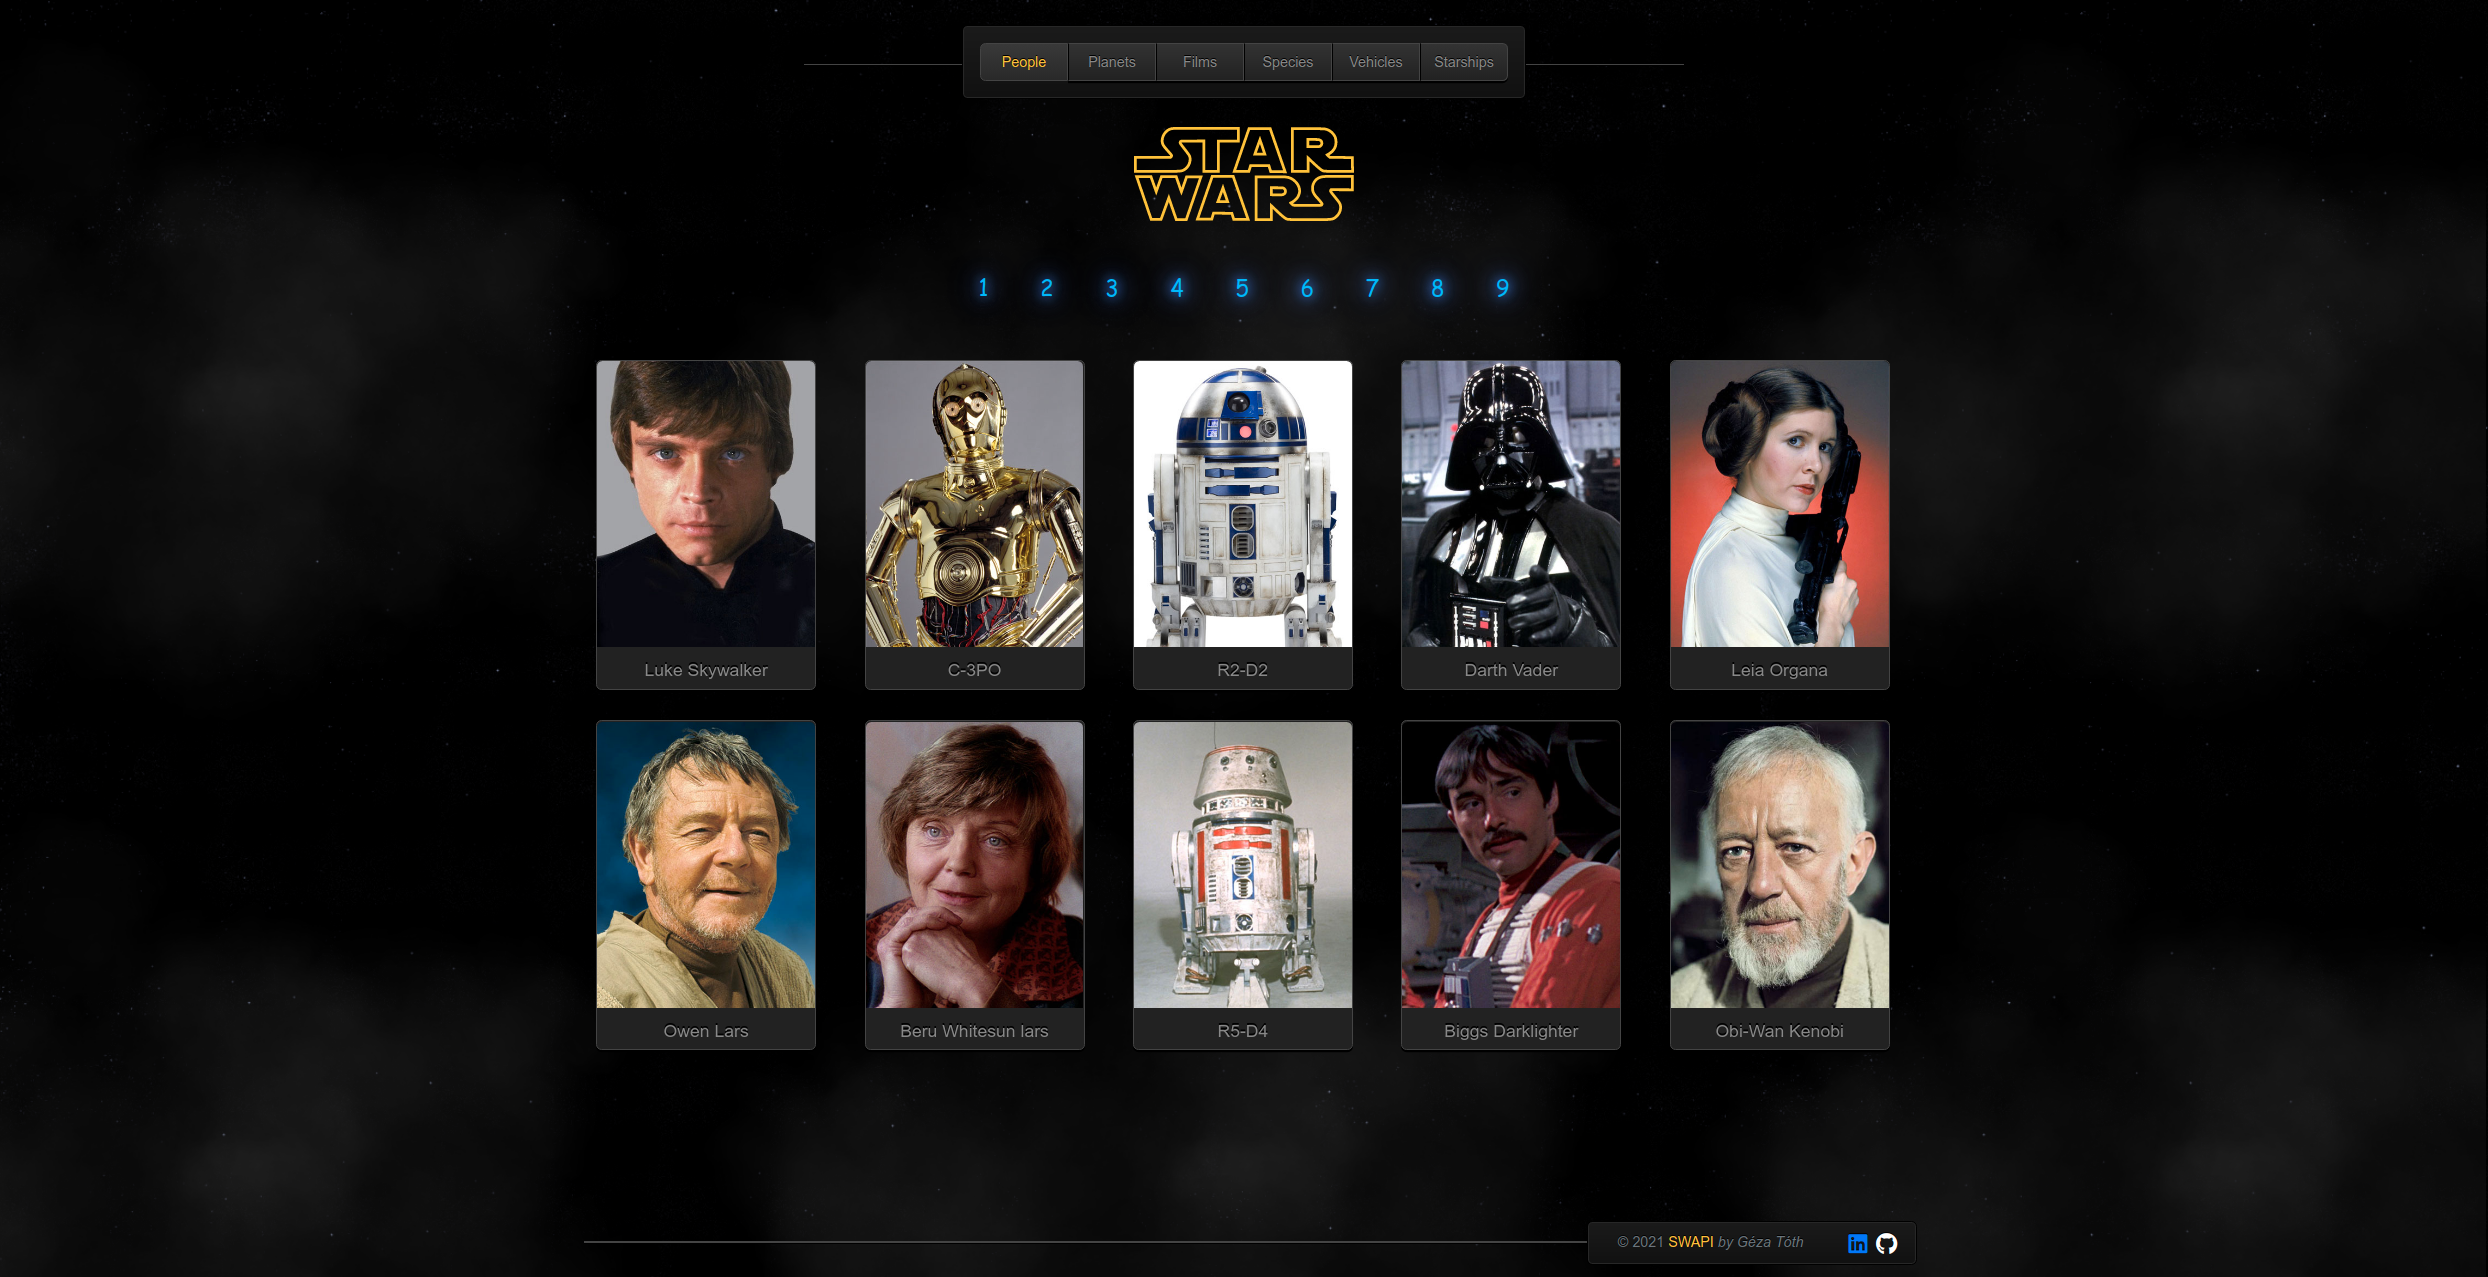 People Planets Films Species Vehicles Starships
STAR
WARS
1 2 3 4 5 6 7 8 9
Luke Skywalker C-3PO R2-D2 Darth Vader Leia Organa
Owen Lars Beru Whitesun lars R5-D4 Biggs Darklighter Obi-Wan Kenobi
© 2021 SWAPI by Géza Tóth in